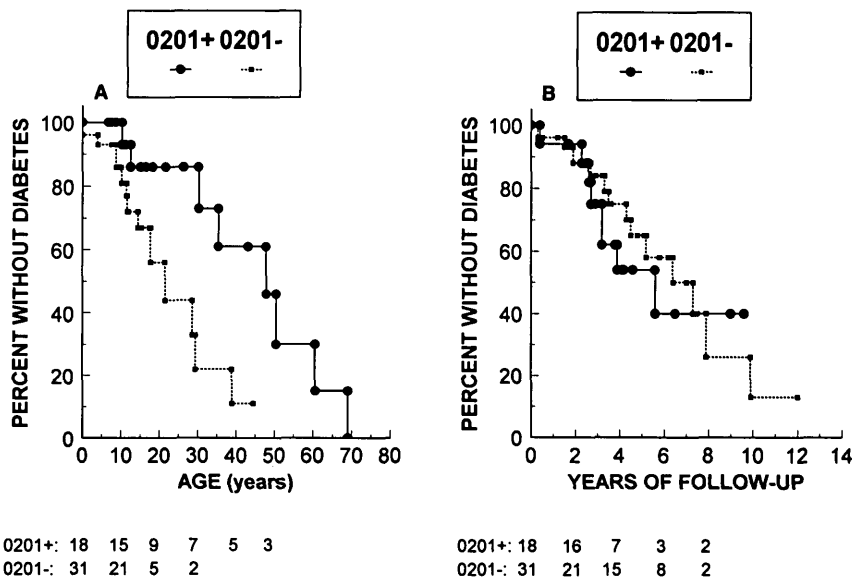 0201+ 0201-
A
PERCENT WITHOUT DIABETES
100
80
60
40
20
0
0 10 20 30 40 50 60 70 80
AGE (years)
0201+: 18 15 9 7 5 3
0201-: 31 21 5 2
0201+ 0201-
B
PERCENT WITHOUT DIABETES
100
80
60
40
20
0
0 2 4 6 8 10 12 14
YEARS OF FOLLOW-UP
0201+: 18 16 7 3 2
0201-: 31 21 15 8 2